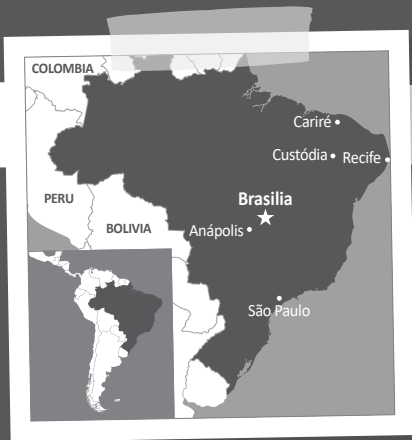 COLOMBIA
Cariré
Custódia
Recife
PERU
Brasilia
BOLIVIA
Anápolis
São Paulo